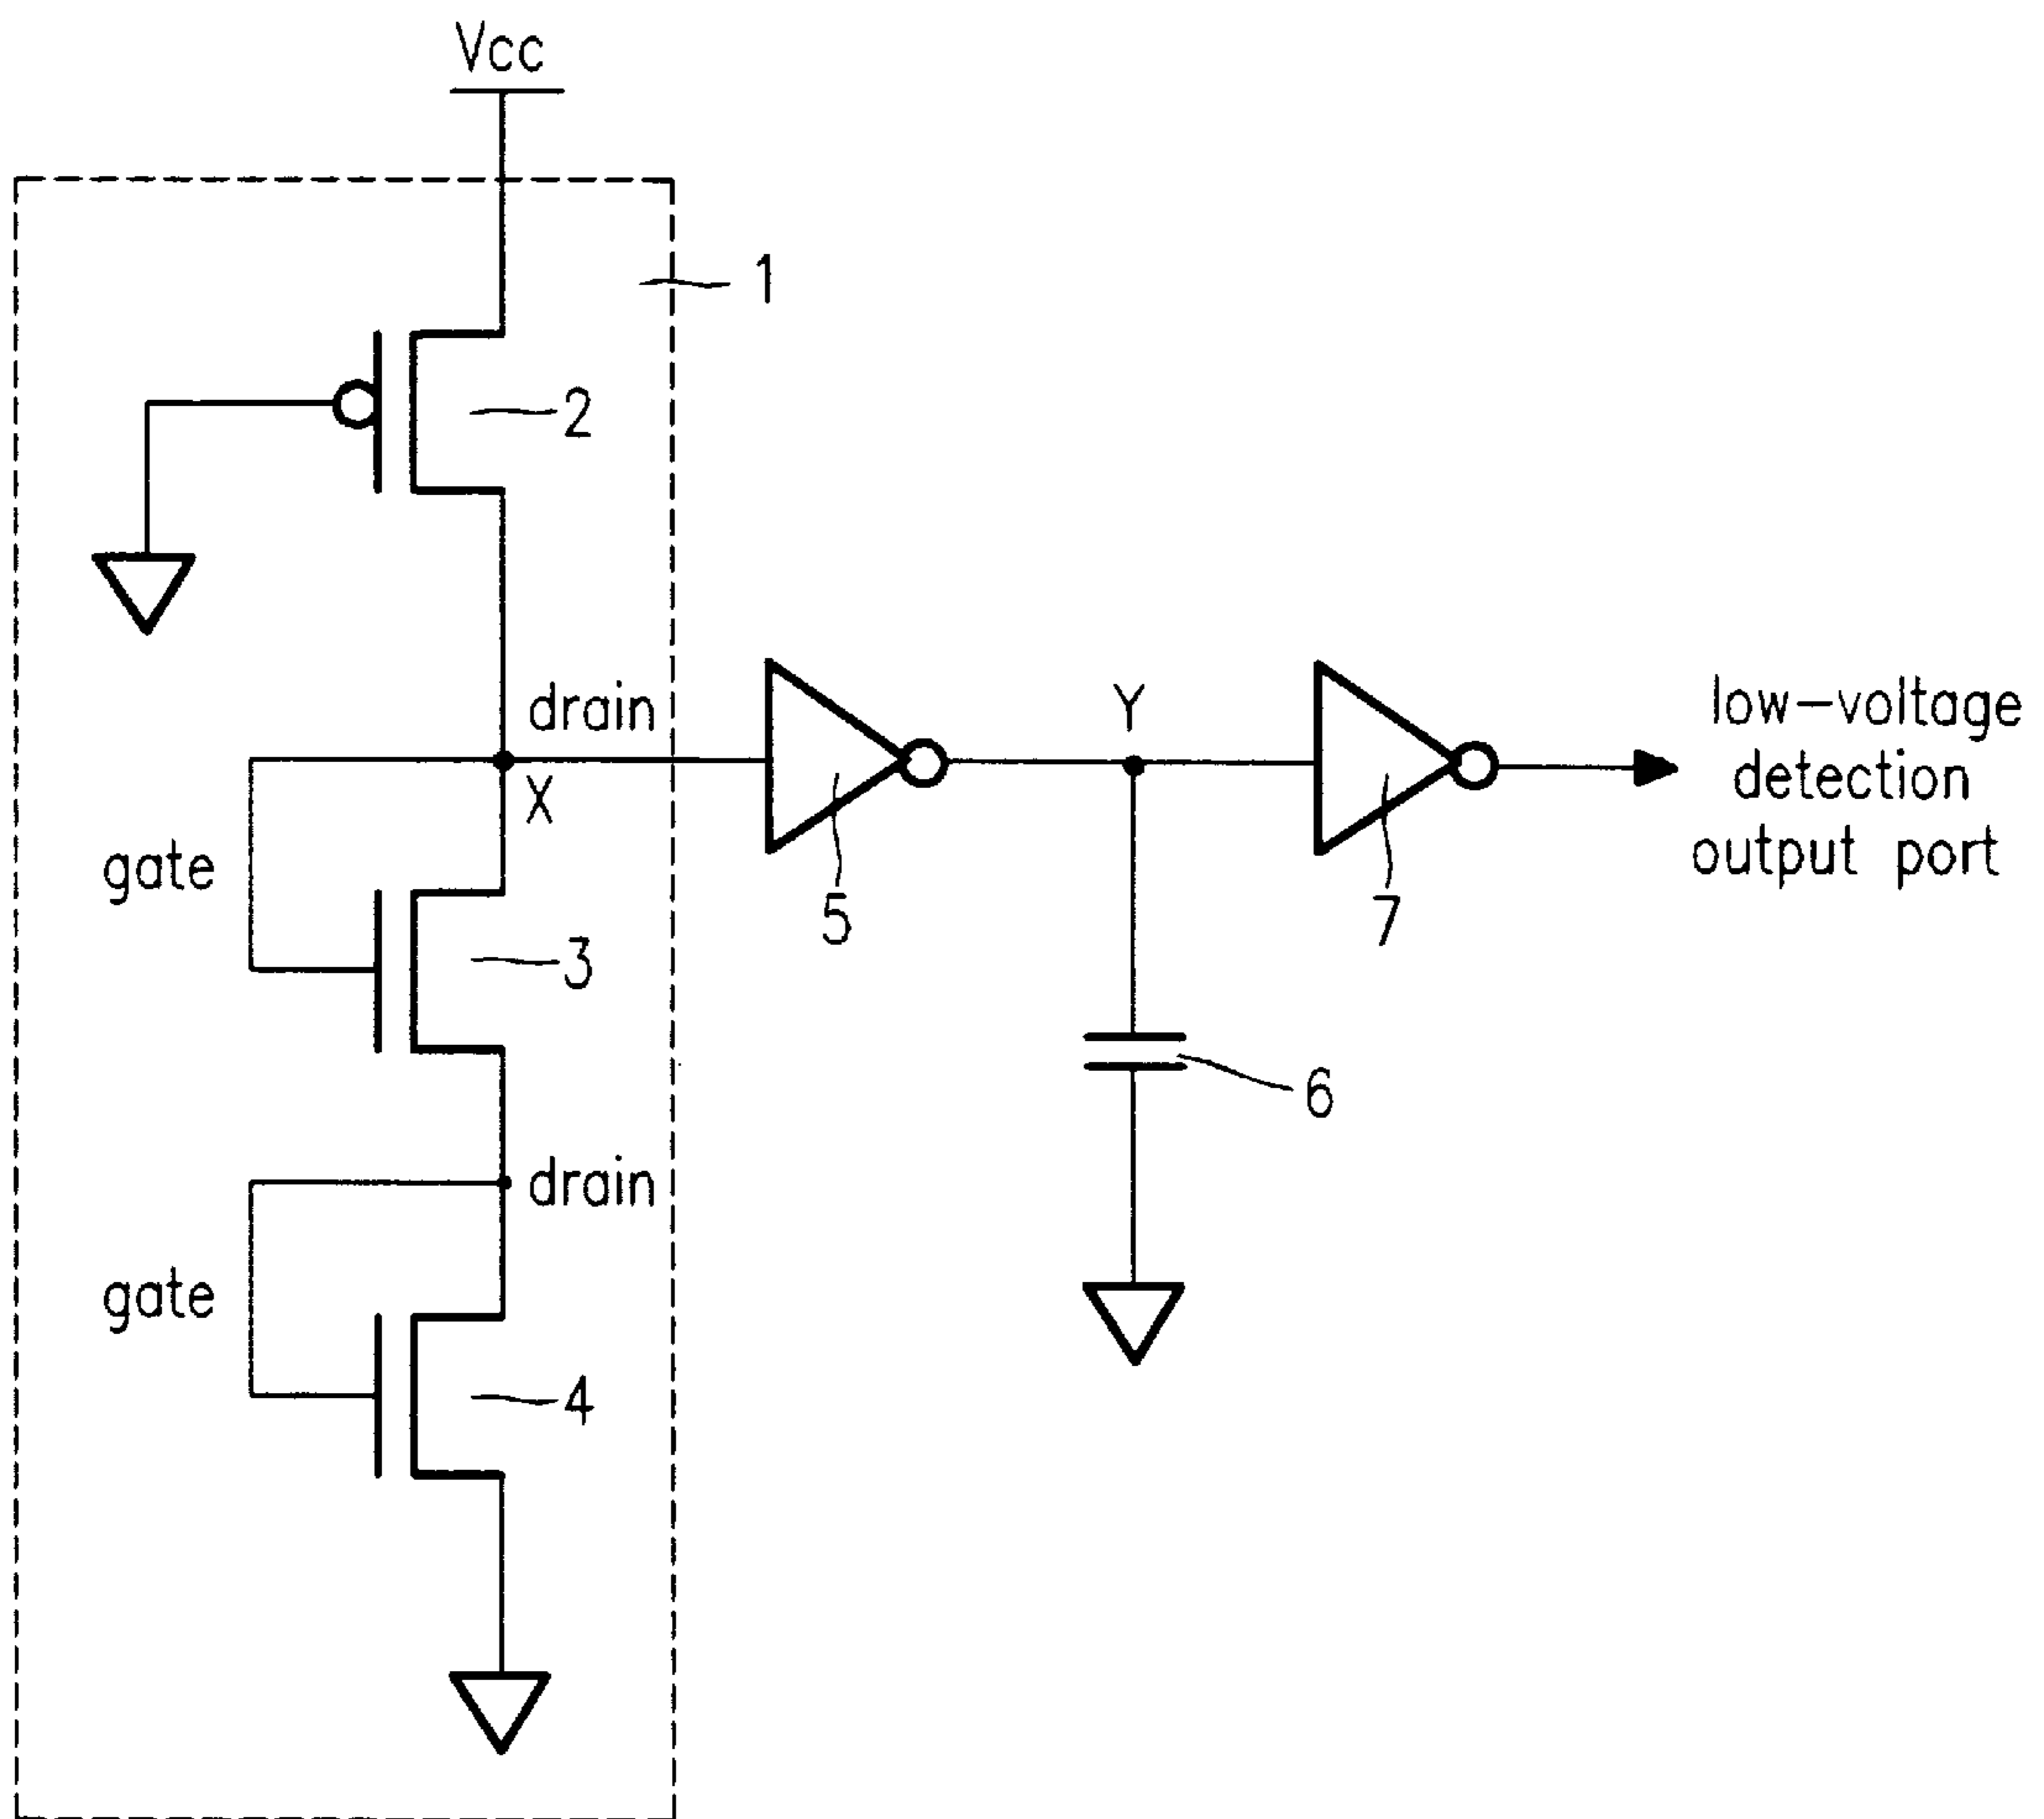 Vcc
1
2
drain
X
gate
3
drain
gate
4
5
Y
6
7
low-voltage
detection
output port